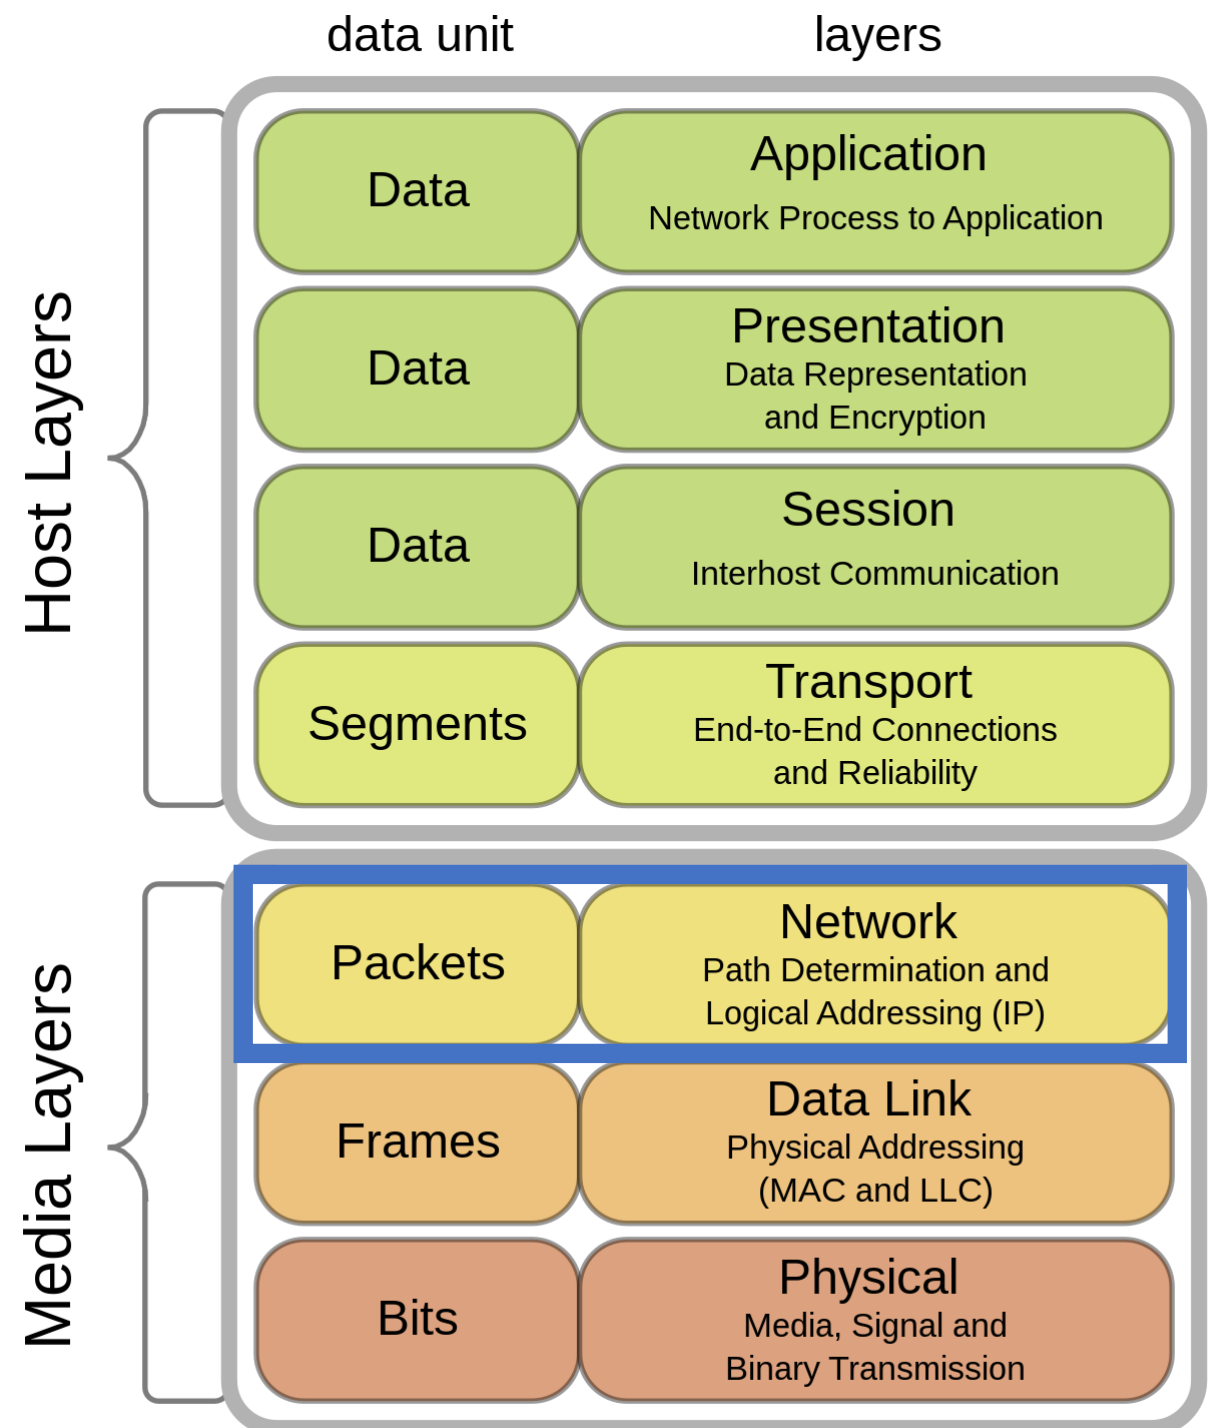 data unit layers
Host Layers
Data
Application
Network Process to Application
Data
Presentation
Data Representation
and Encryption
Data
Session
Interhost Communication
Segments
Transport
End-to-End Connections
and Reliability
Media Layers
Packets
Network
Path Determination and
Logical Addressing (IP)
Frames
Data Link
Physical Addressing
(MAC and LLC)
Bits
Physical
Media, Signal and
Binary Transmission